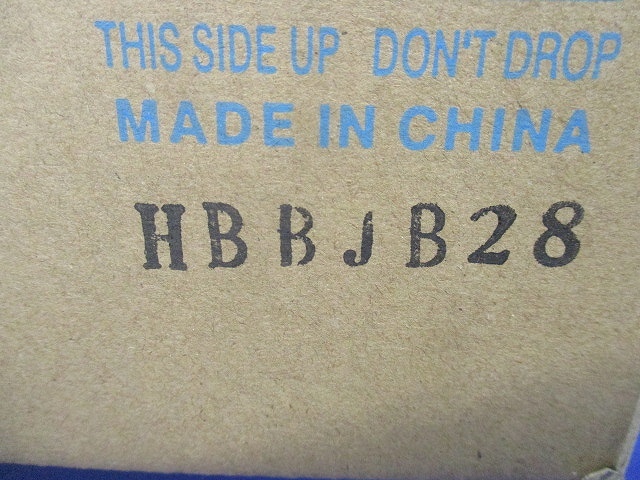 THIS SIDE UP DON'T DROP
MADE IN CHINA
HBBJB28